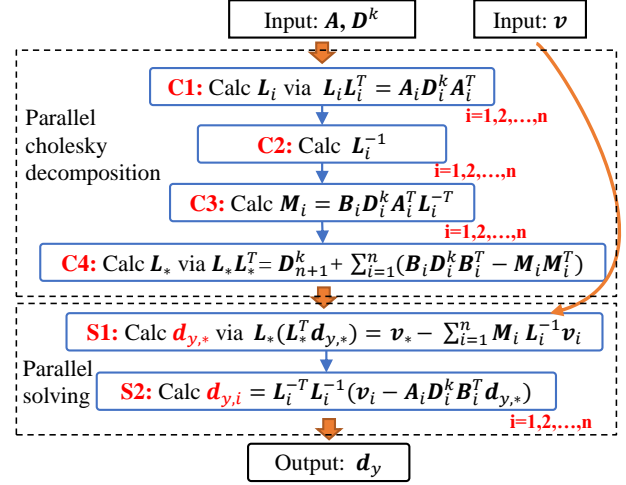 Input: A, D^k
Input: v
Parallel
cholesky
decomposition
C1: Calc L_i via L_i L_i^T = A_i D_i^k A_i^T
i=1,2,…,n
C2: Calc L_i^{-1}
i=1,2,…,n
C3: Calc M_i = B_i D_i^k A_i^T L_i^{-T}
i=1,2,…,n
C4: Calc L_* via L_* L_*^T = D_{n+1}^k + ∑_{i=1}^n (B_i D_i^k B_i^T − M_i M_i^T)
S1: Calc d_{y,*} via L_*(L_*^T d_{y,*}) = v_* − ∑_{i=1}^n M_i L_i^{-1} v_i
Parallel
solving
S2: Calc d_{y,i} = L_i^{-T} L_i^{-1}(v_i − A_i D_i^k B_i^T d_{y,*})
i=1,2,…,n
Output: d_y